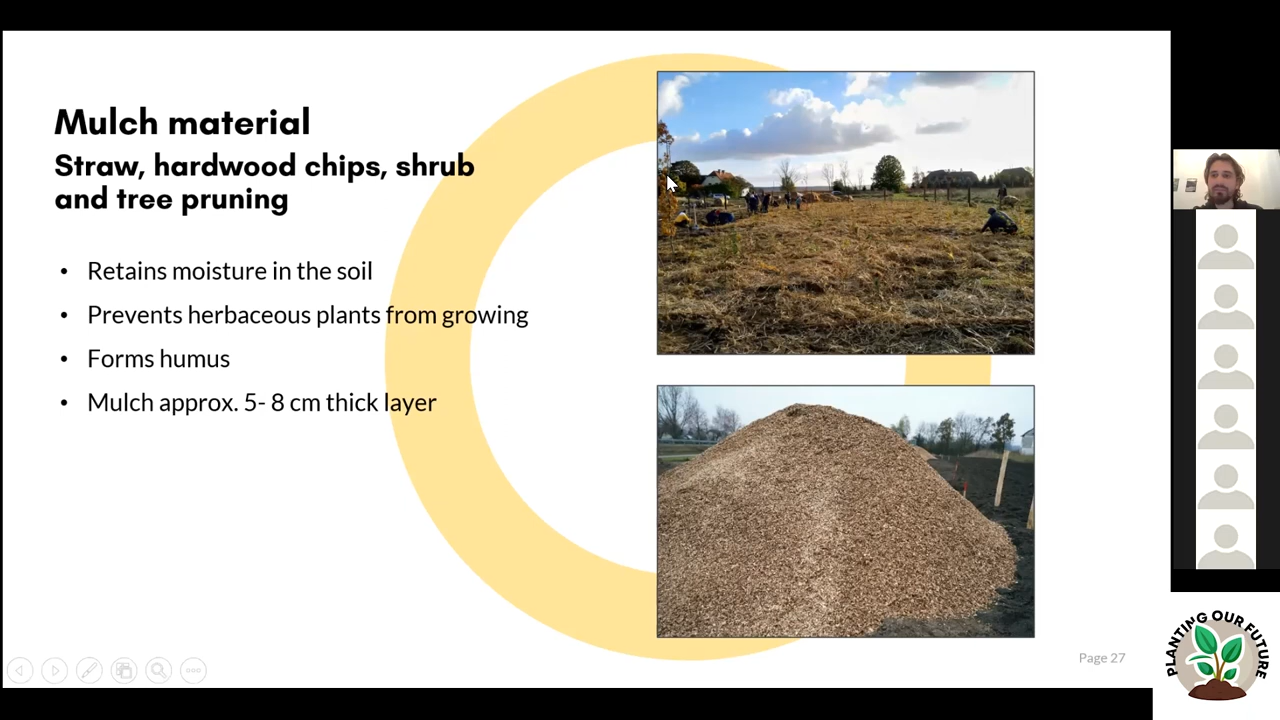 Mulch material
Straw, hardwood chips, shrub
and tree pruning
• Retains moisture in the soil
• Prevents herbaceous plants from growing
• Forms humus
• Mulch approx. 5- 8 cm thick layer
Page 27
PLANTING OUR FUTURE